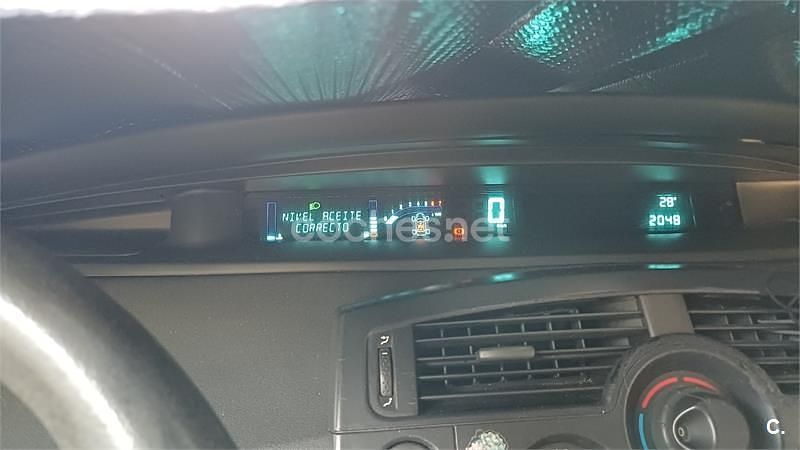 NIVEL ACEITE
CORRECTO
0
28°
2048
coches.net
C.